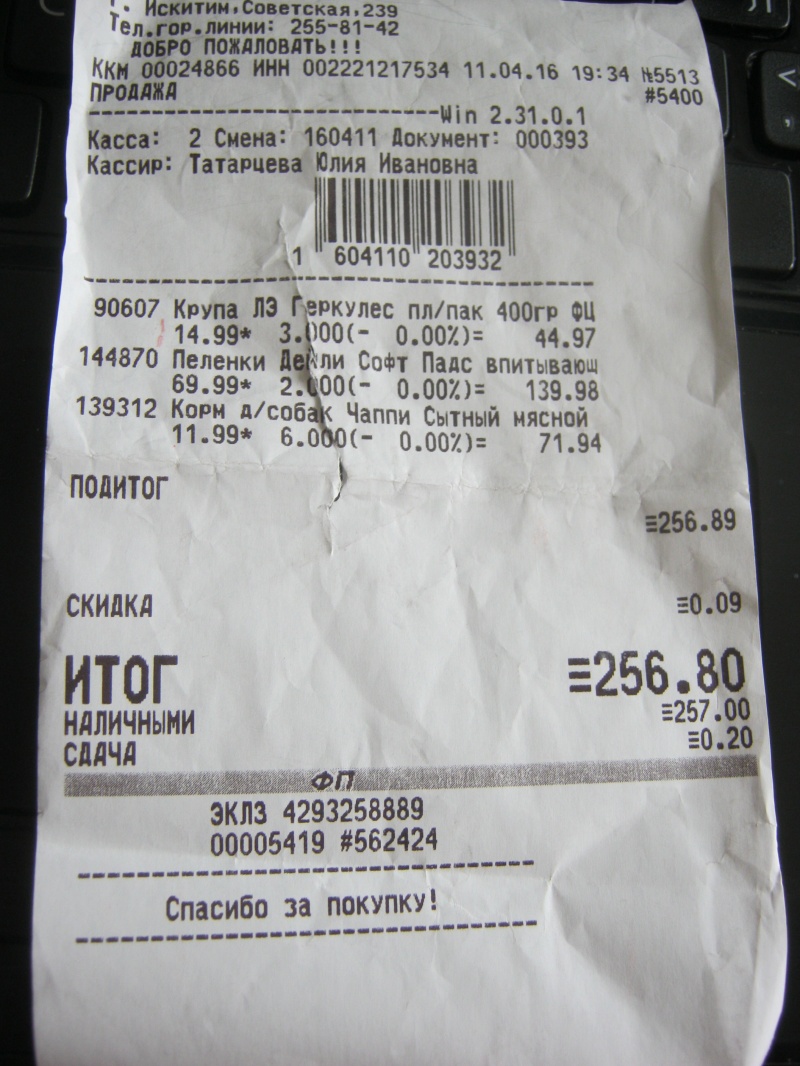 г. Искитим,Советская,239
Тел.гор.линии: 255-81-42
ДОБРО ПОЖАЛОВАТЬ!!!
ККМ 00024866 ИНН 002221217534 11.04.16 19:34 №5513
ПРОДАЖА #5400
--------------------------------Win 2.31.0.1
Касса: 2 Смена: 160411 Документ: 000393
Кассир: Татарцева Юлия Ивановна
1 604110 203932
90607 Крупа ЛЭ Геркулес пл/пак 400гр ФЦ
14.99* 3.000(- 0.00%)= 44.97
144870 Пеленки Дейли Софт Падс впитывающ
69.99* 2.000(- 0.00%)= 139.98
139312 Корм д/собак Чаппи Сытный мясной
11.99* 6.000(- 0.00%)= 71.94
ПОДИТОГ
≡256.89
СКИДКА ≡0.09
ИТОГ ≡256.80
НАЛИЧНЫМИ ≡257.00
СДАЧА ≡0.20
ФП
ЭКЛЗ 4293258889
00005419 #562424
Спасибо за покупку!